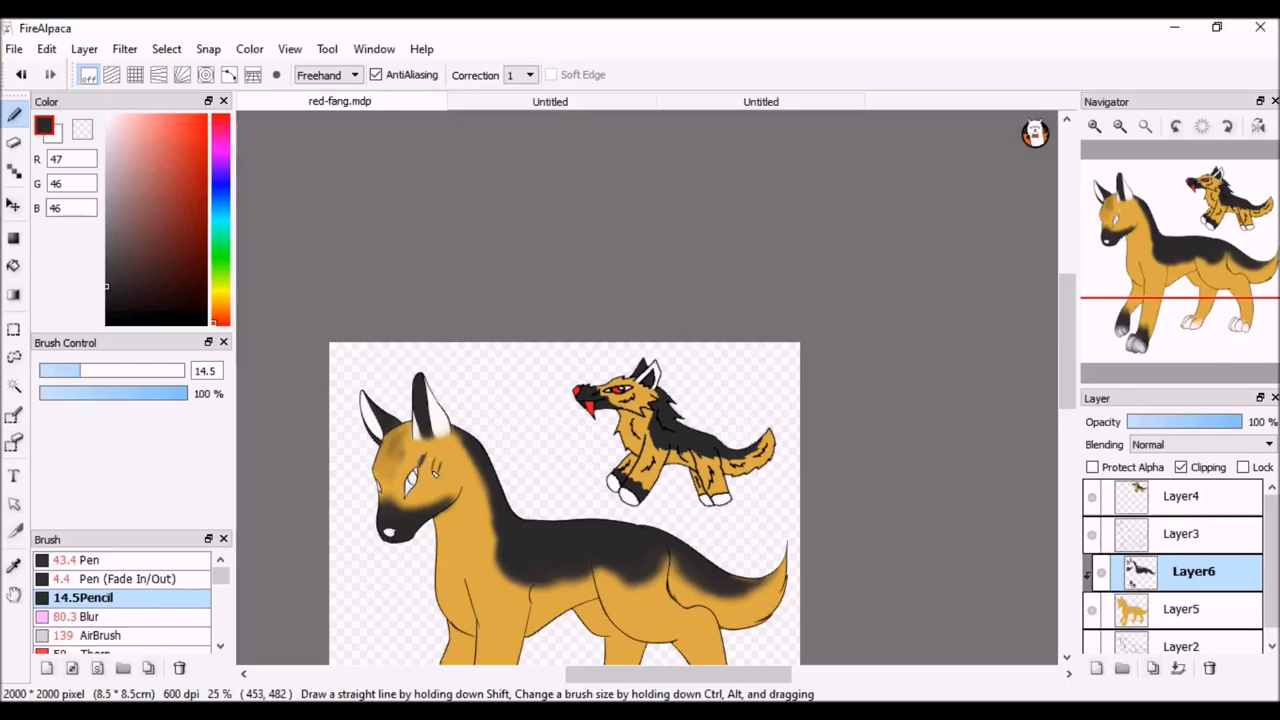 FireAlpaca
File Edit Layer Filter Select Snap Color View Tool Window Help
off Freehand AntiAliasing Correction 1 Soft Edge
Color red-fang.mdp Untitled Untitled Navigator
R 47
G 46
B 46
Brush Control
14.5
100 %
Layer
Opacity 100 %
Blending Normal
Protect Alpha Clipping Lock
Layer4
Layer3
Layer6
Layer5
Layer2
Brush
43.4 Pen
4.4 Pen (Fade In/Out)
14.5 Pencil
80.3 Blur
139 AirBrush
2000 * 2000 pixel (8.5 * 8.5cm) 600 dpi 25 % ( 453, 482 ) Draw a straight line by holding down Shift, Change a brush size by holding down Ctrl, Alt, and dragging